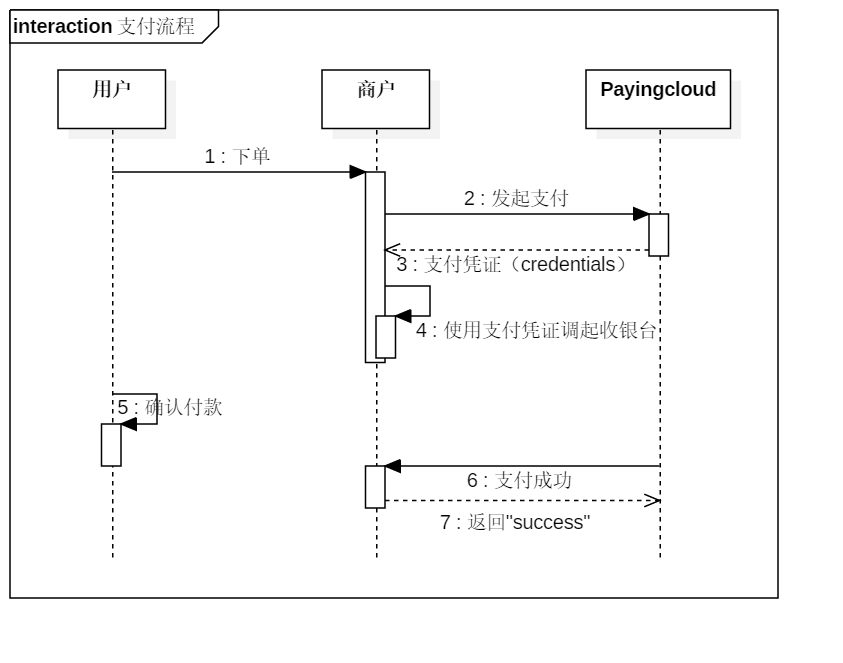 interaction 支付流程
用户
商户
Payingcloud
1 : 下单
2 : 发起支付
3 : 支付凭证（credentials）
4 : 使用支付凭证调起收银台
5 : 确认付款
6 : 支付成功
7 : 返回"success"